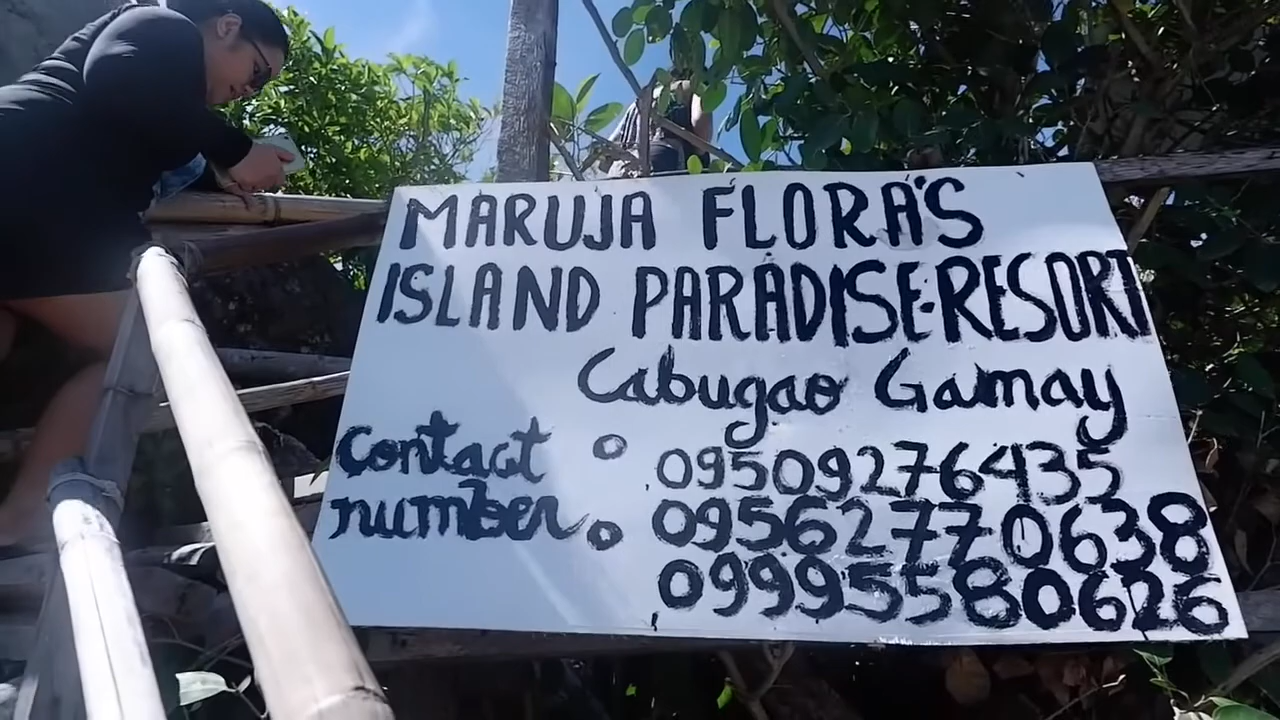 MARUJA FLORA'S
ISLAND PARADISE-RESORT
Cabugao Gamay
contact number : 09509276435
09562770638
09995580626